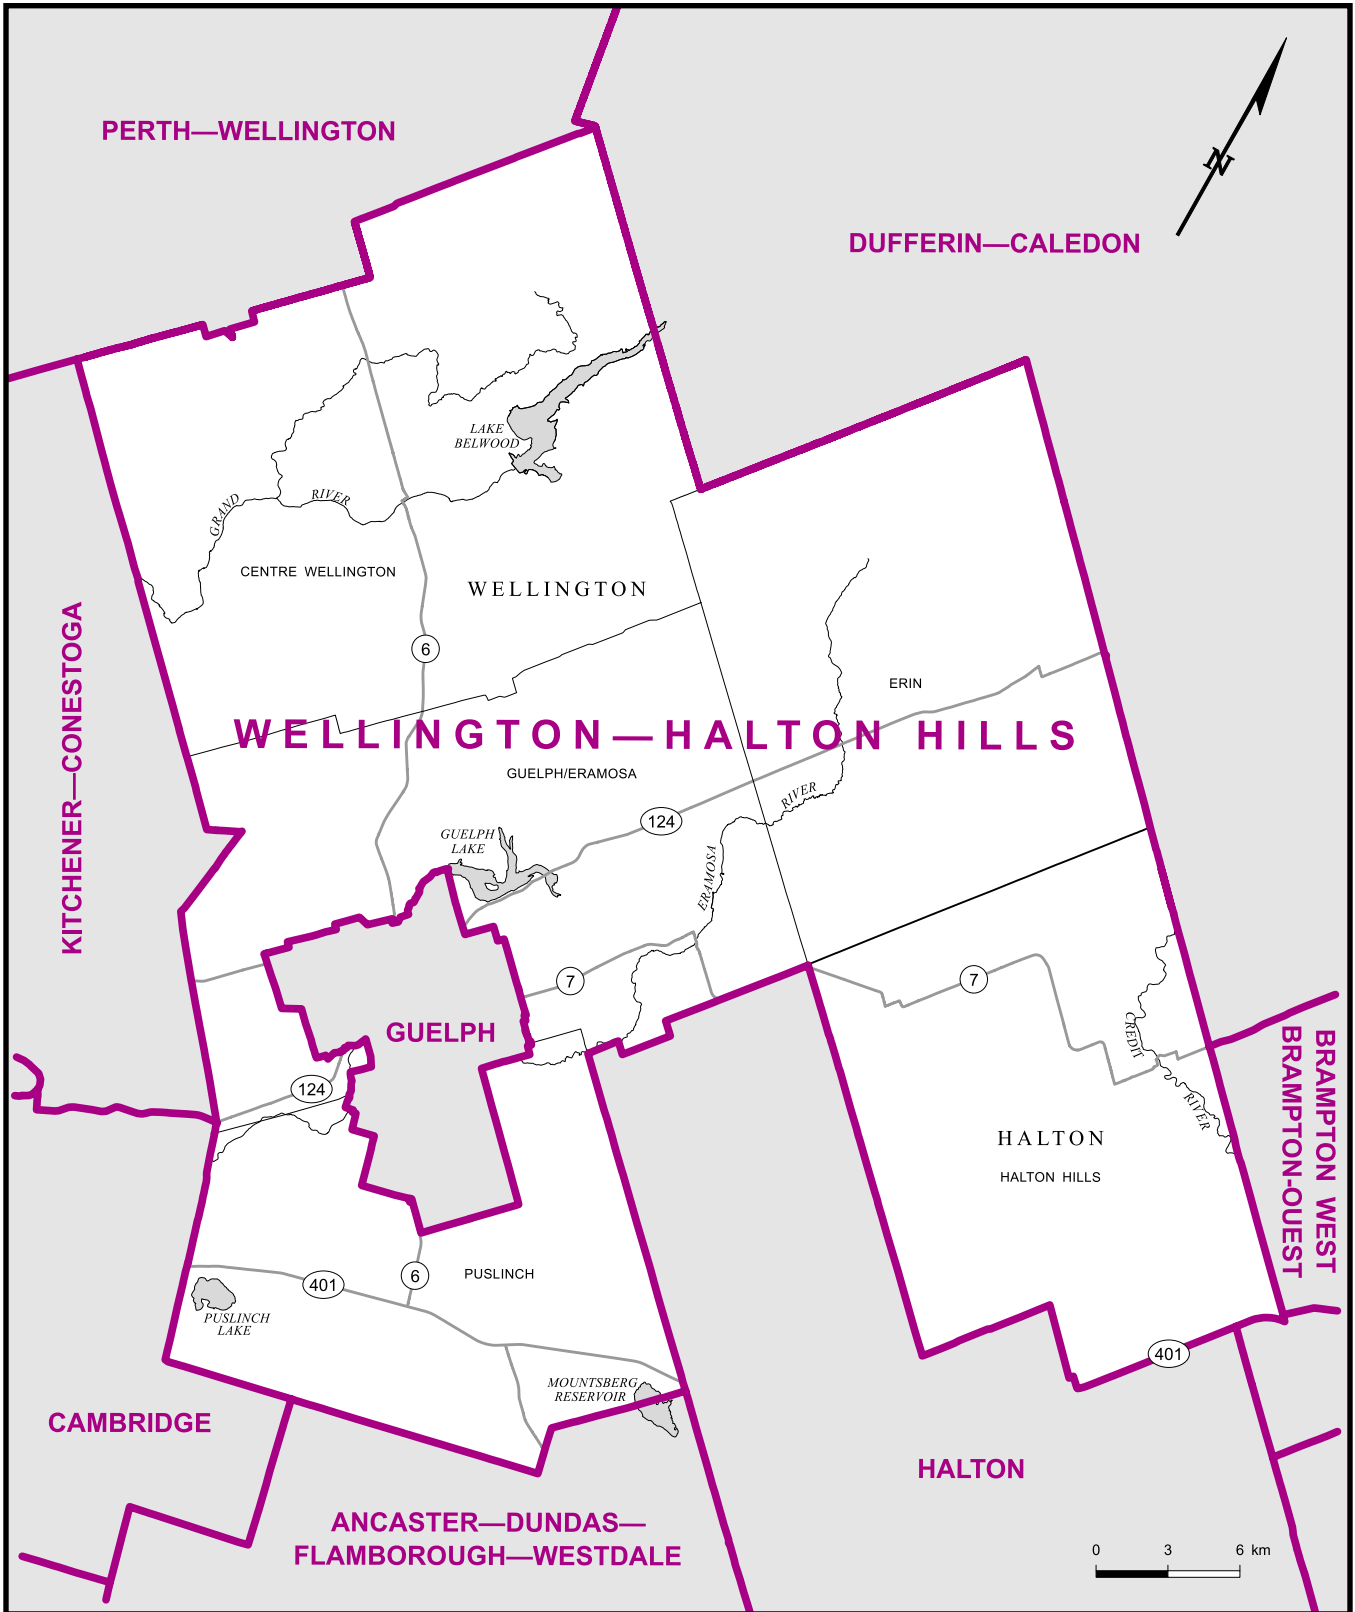 PERTH—WELLINGTON
N
DUFFERIN—CALEDON
LAKE
BELWOOD
GRAND
RIVER
CENTRE WELLINGTON
WELLINGTON
6
KITCHENER—CONESTOGA
ERIN
WELLINGTON—HALTON HILLS
GUELPH/ERAMOSA
RIVER
124
GUELPH
LAKE
ERAMOSA
7
7
GUELPH
CREDIT
RIVER
124
BRAMPTON WEST
BRAMPTON-OUEST
HALTON
HALTON HILLS
PUSLINCH
6
401
PUSLINCH
LAKE
401
MOUNTSBERG
RESERVOIR
CAMBRIDGE
HALTON
ANCASTER—DUNDAS—
FLAMBOROUGH—WESTDALE
0 3 6 km